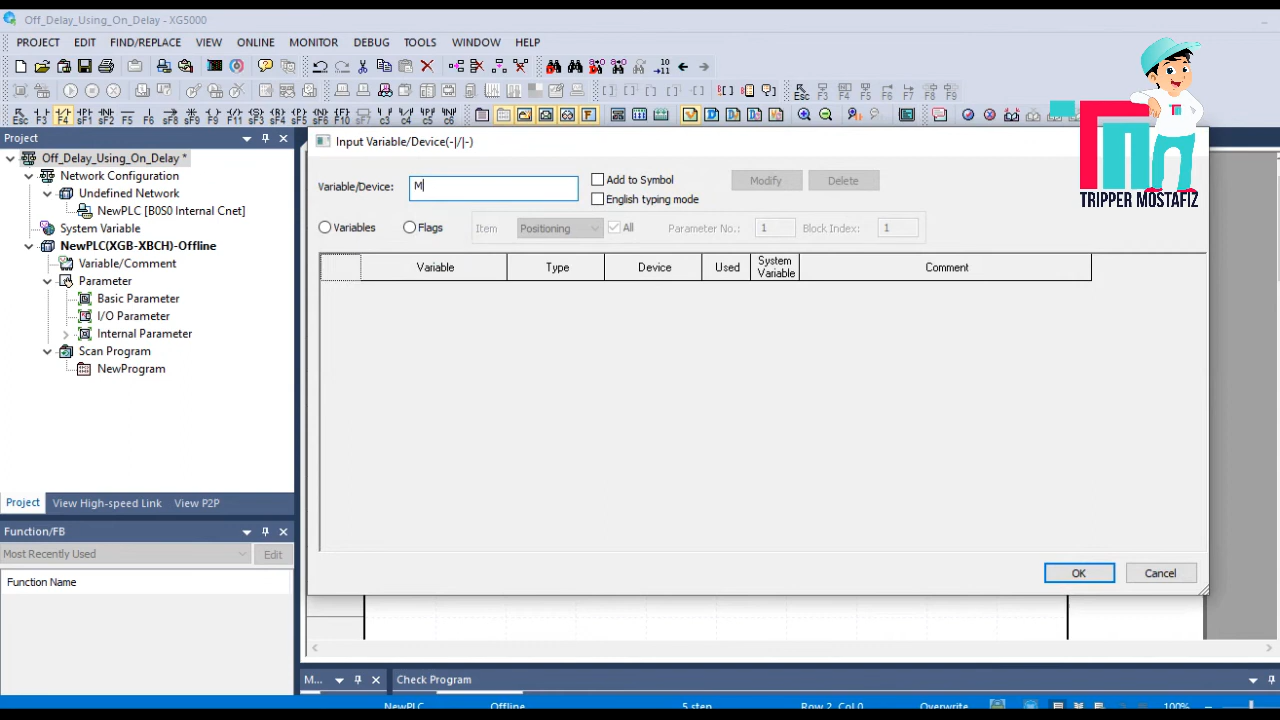 Off_Delay_Using_On_Delay - XG5000
PROJECT EDIT FIND/REPLACE VIEW ONLINE MONITOR DEBUG TOOLS WINDOW HELP
Project
Input Variable/Device(-|/|-)
Off_Delay_Using_On_Delay *
Network Configuration
Undefined Network
NewPLC [B0S0 Internal Cnet]
System Variable
NewPLC(XGB-XBCH)-Offline
Variable/Comment
Parameter
Basic Parameter
I/O Parameter
Internal Parameter
Scan Program
NewProgram
Variable/Device: M
Add to Symbol
English typing mode
Modify Delete
Variables Flags Item Positioning All Parameter No.: 1 Block Index: 1
Variable Type Device Used System Variable Comment
OK Cancel
TRIPPER MOSTAFIZ
Project View High-speed Link View P2P
Function/FB
Most Recently Used Edit
Function Name
M... Check Program
NewPLC Offline 5 step Row 2, Col 0 Overwrite 100%